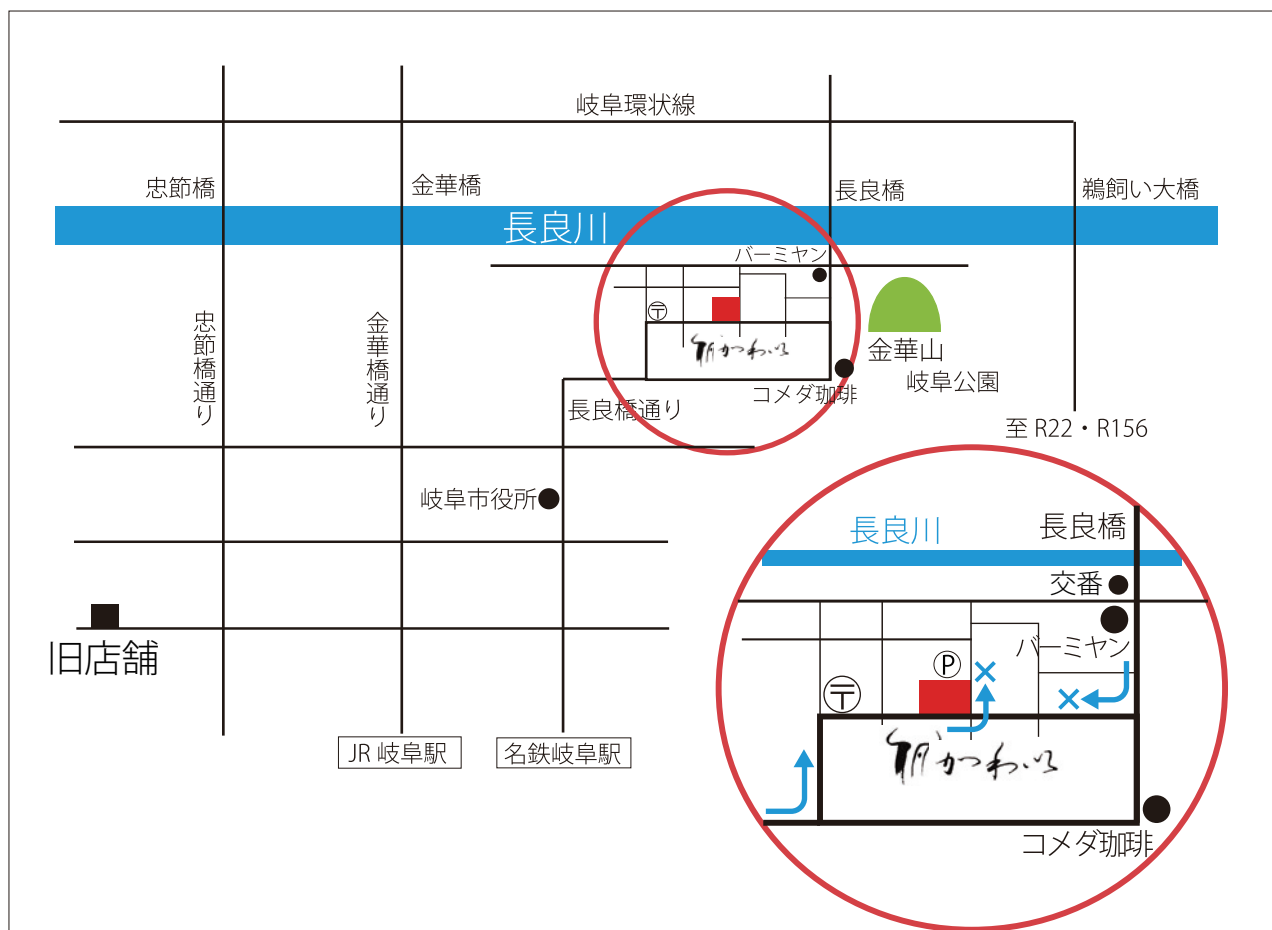 岐阜環状線
忠節橋
金華橋
長良橋
鵜飼い大橋
長良川
バーミヤン
〒
金華山
岐阜公園
コメダ珈琲
忠節橋通り
金華橋通り
長良橋通り
至 R22・R156
岐阜市役所
旧店舗
JR 岐阜駅
名鉄岐阜駅
長良川
長良橋
交番
バーミヤン
P
〒
コメダ珈琲